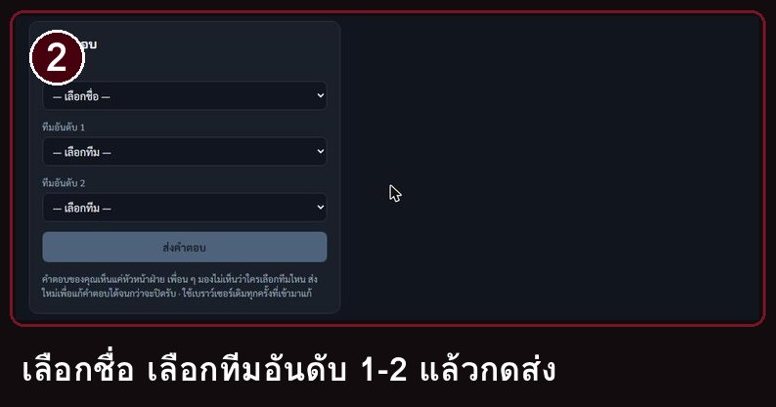 2
อบ
— เลือกชื่อ —
ทีมอันดับ 1
— เลือกทีม —
ทีมอันดับ 2
— เลือกทีม —
ส่งคำตอบ
คำตอบของคุณเห็นแค่หัวหน้าฝ่าย เพื่อน ๆ มองไม่เห็นว่าใครเลือกทีมไหน ส่ง
ใหม่เพื่อแก้คำตอบได้จนกว่าจะปิดรับ · ใช้เบราว์เซอร์เดิมทุกครั้งที่เข้ามาแก้
เลือกชื่อ เลือกทีมอันดับ 1-2 แล้วกดส่ง